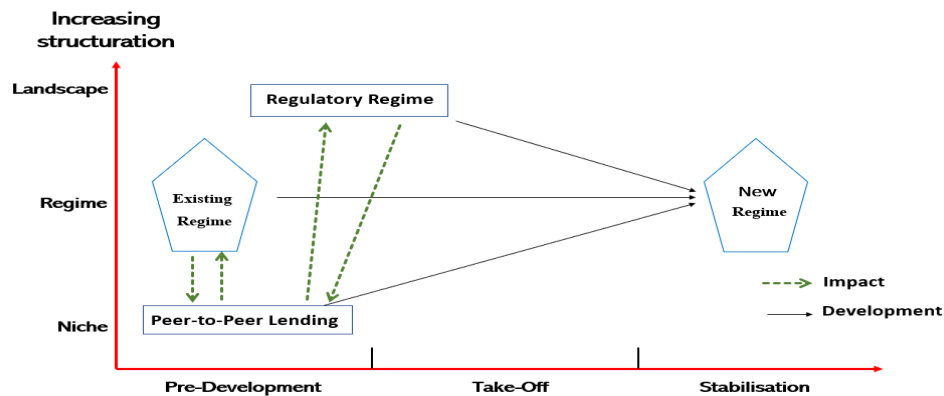 Increasing
structuration
Landscape
Regulatory Regime
Regime
Existing
Regime
New
Regime
Impact
Development
Niche
Peer-to-Peer Lending
Pre-Development
Take-Off
Stabilisation